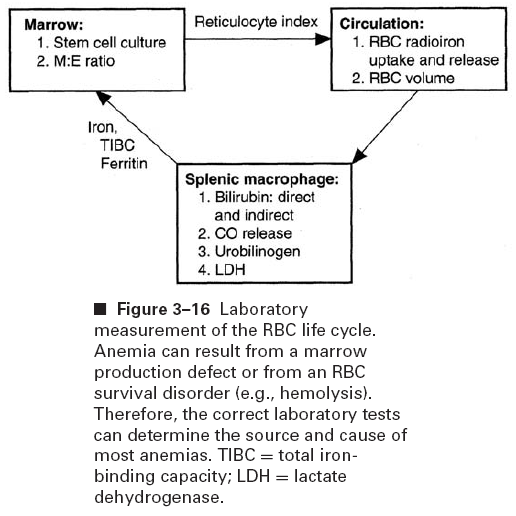 Marrow:
1. Stem cell culture
2. M:E ratio
Reticulocyte index
Circulation:
1. RBC radioiron
uptake and release
2. RBC volume
Iron,
TIBC
Ferritin
Splenic macrophage:
1. Bilirubin: direct
and indirect
2. CO release
3. Urobilinogen
4. LDH
■ Figure 3–16 Laboratory
measurement of the RBC life cycle.
Anemia can result from a marrow
production defect or from an RBC
survival disorder (e.g., hemolysis).
Therefore, the correct laboratory tests
can determine the source and cause of
most anemias. TIBC = total iron-
binding capacity; LDH = lactate
dehydrogenase.